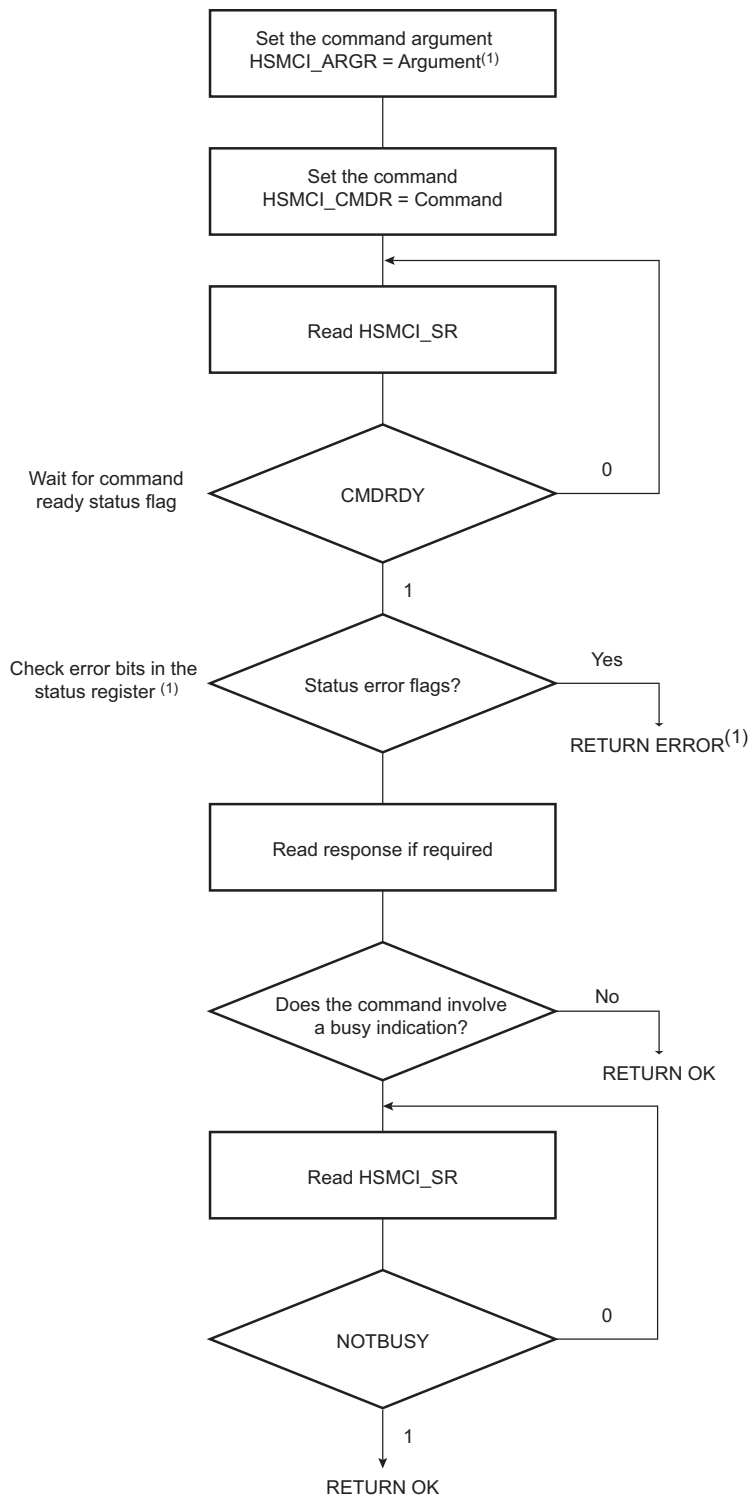 Set the command argument
HSMCI_ARGR = Argument(1)
Set the command
HSMCI_CMDR = Command
Read HSMCI_SR
Wait for command
ready status flag
CMDRDY
0
1
Check error bits in the
status register (1)
Status error flags?
Yes
RETURN ERROR(1)
Read response if required
Does the command involve
a busy indication?
No
RETURN OK
Read HSMCI_SR
NOTBUSY
0
1
RETURN OK